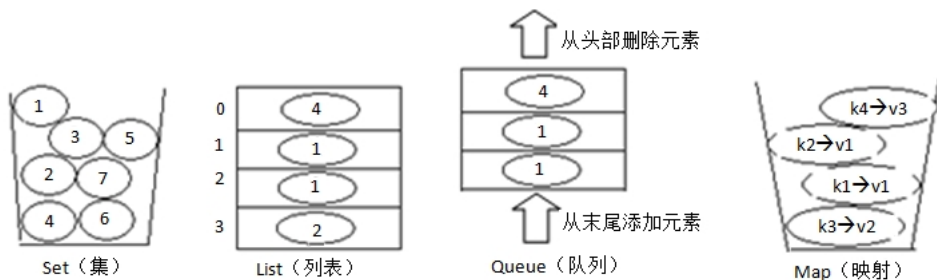 1
3
5
2
7
4
6
Set（集）
0
4
1
1
2
1
3
2
List（列表）
从头部删除元素
4
1
1
从末尾添加元素
Queue（队列）
k4→v3
k2→v1
k1→v1
k3→v2
Map（映射）